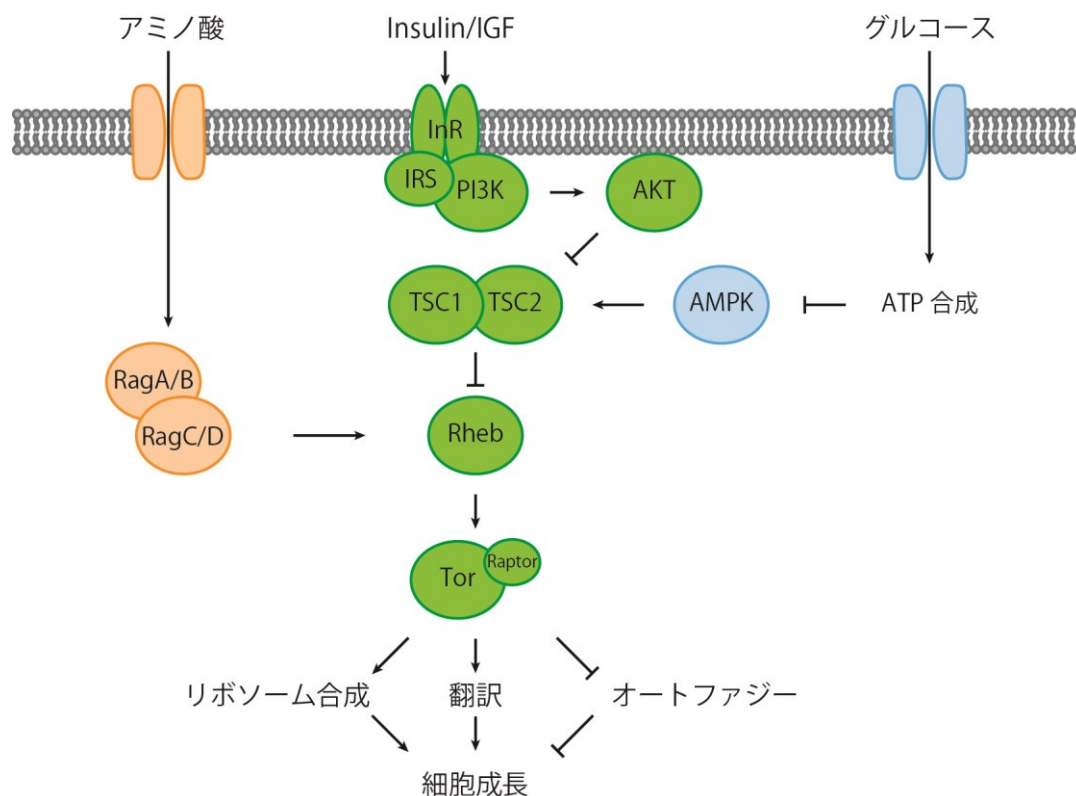 アミノ酸
Insulin/IGF
グルコース
InR
IRS
PI3K
AKT
TSC1
TSC2
AMPK
ATP 合成
RagA/B
RagC/D
Rheb
Tor
Raptor
リボソーム合成
翻訳
オートファジー
細胞成長